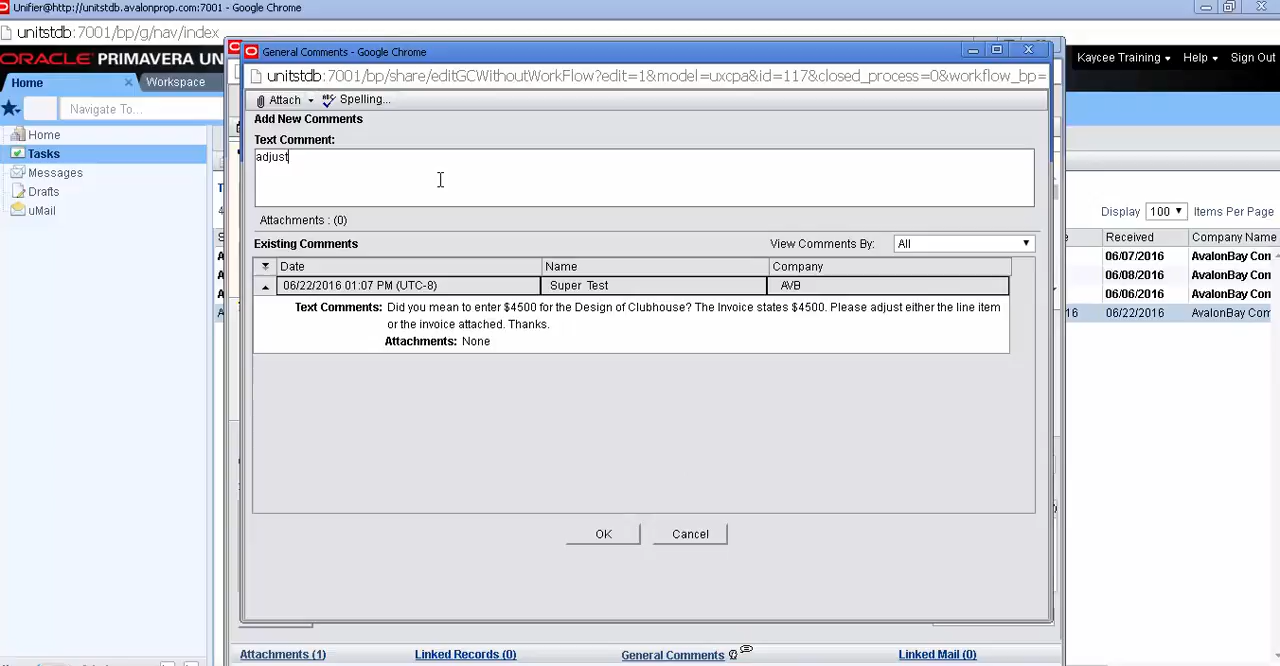 Unifier@http://unitstdb.avalonprop.com:7001 - Google Chrome
unitstdb:7001/bp/g/nav/index
ORACLE PRIMAVERA UN
Kaycee Training Help Sign Out
Home Workspace
Navigate To...
Home
Tasks
Messages
Drafts
uMail
General Comments - Google Chrome
unitstdb:7001/bp/share/editGCWithoutWorkFlow?edit=1&model=uxcpa&id=117&closed_process=0&workflow_bp=
Attach Spelling...
Add New Comments
Text Comment:
adjust
Attachments : (0)
Existing Comments View Comments By: All
Date Name Company
06/22/2016 01:07 PM (UTC-8) Super Test AVB
Text Comments: Did you mean to enter $4500 for the Design of Clubhouse? The Invoice states $4500. Please adjust either the line item
or the invoice attached. Thanks.
Attachments: None
OK Cancel
Display 100 Items Per Page
Received Company Name
06/07/2016 AvalonBay Com
06/08/2016 AvalonBay Com
06/06/2016 AvalonBay Com
16 06/22/2016 AvalonBay Com
Attachments (1) Linked Records (0) General Comments Linked Mail (0)